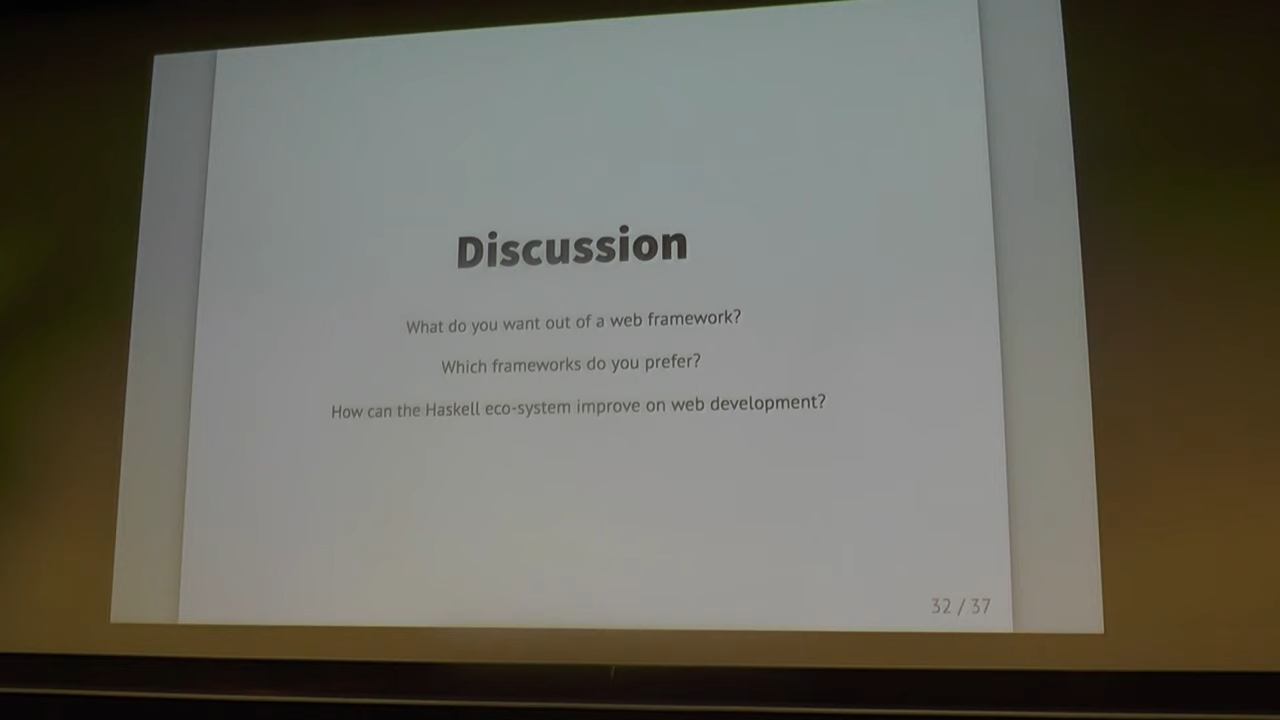 Discussion
What do you want out of a web framework?
Which frameworks do you prefer?
How can the Haskell eco-system improve on web development?
32 / 37